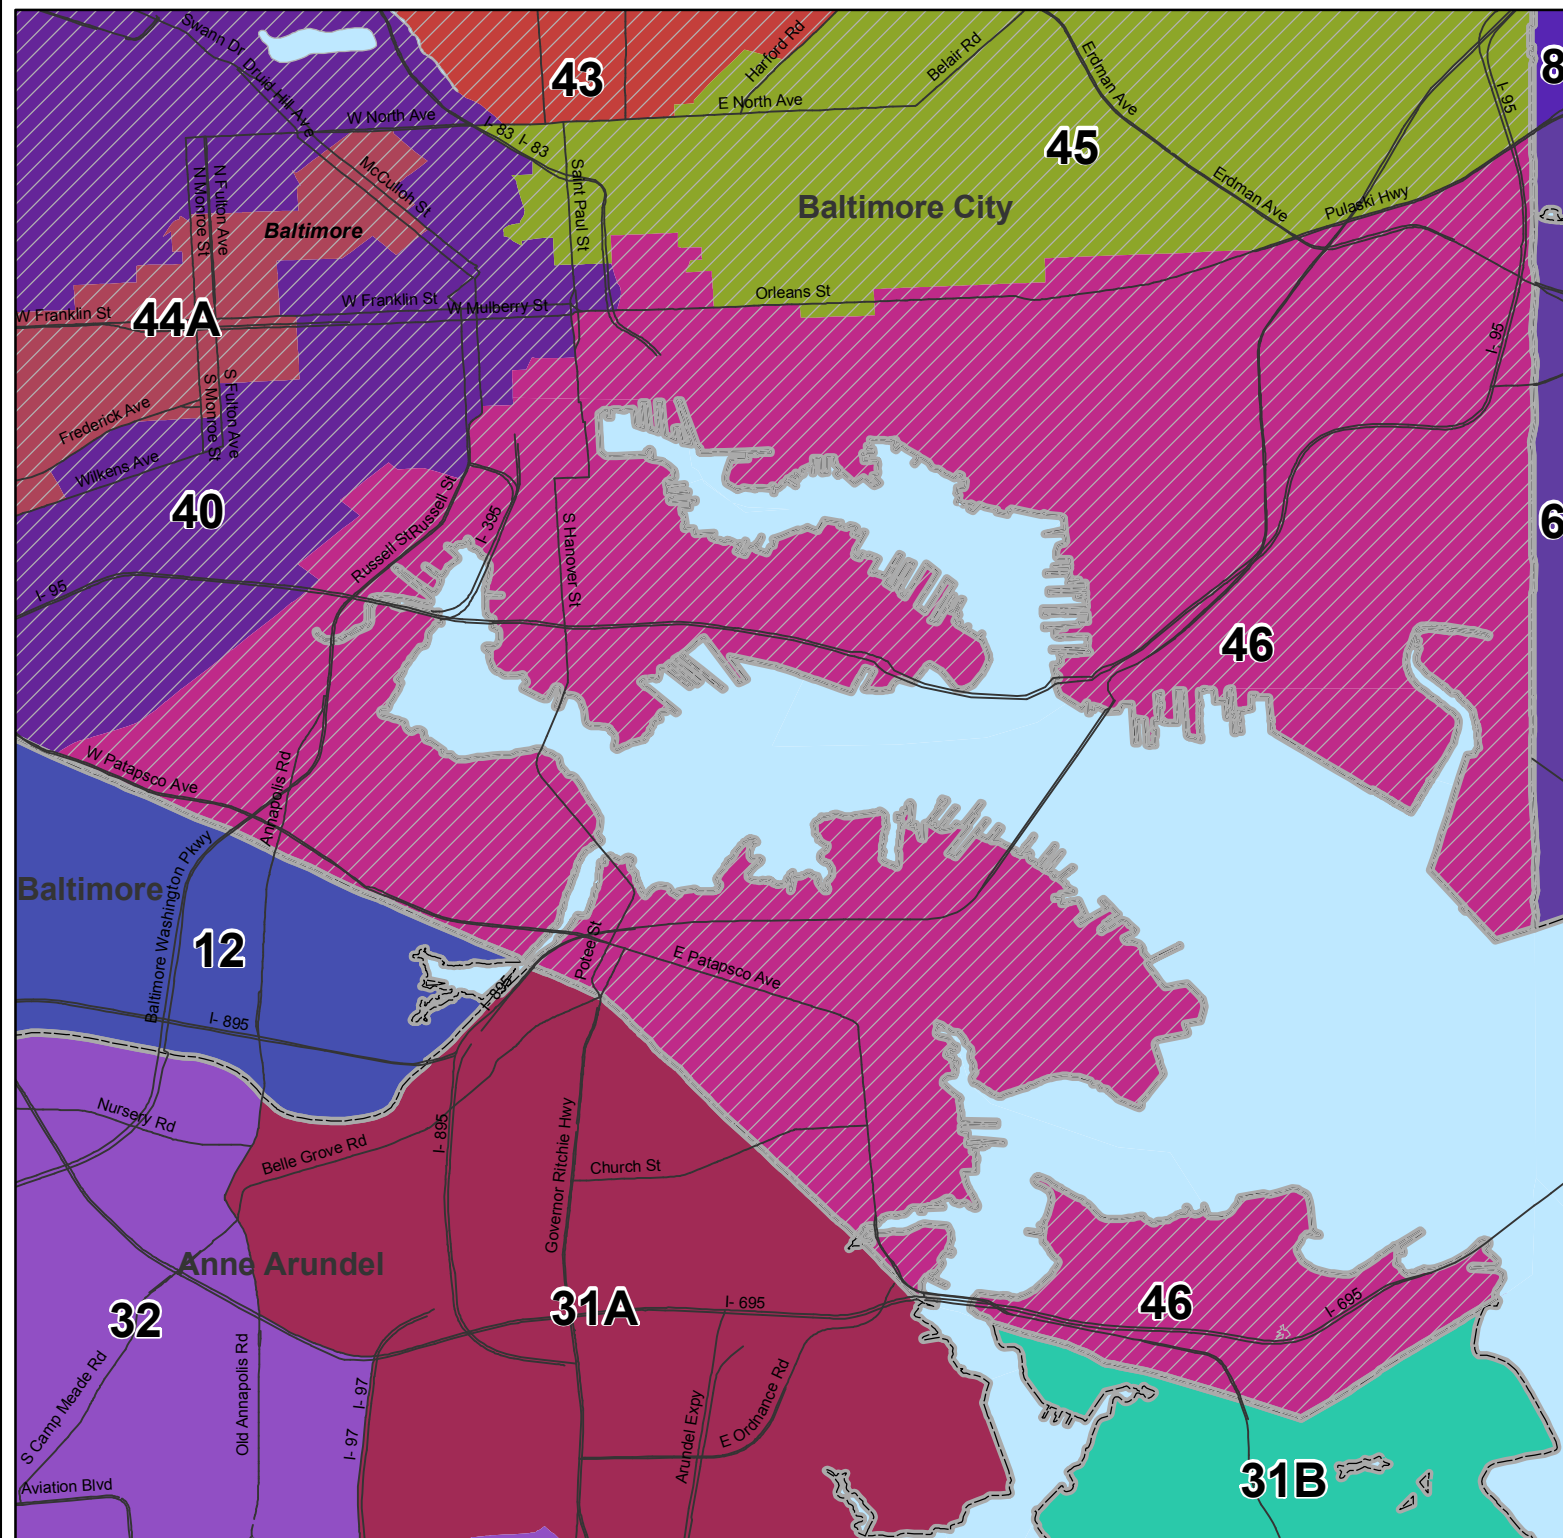 Swann Dr
43
Harford Rd
Belair Rd
Erdman Ave
I- 95
8
Druid Hill Ave
W North Ave
E North Ave
I- 83
I- 83
45
McCulloh St
N Monroe St
N Fulton Ave
Saint Paul St
Erdman Ave
Pulaski Hwy
Baltimore City
Baltimore
W Franklin St
44A
W Franklin St
W Mulberry St
Orleans St
I- 95
S Monroe St
S Fulton Ave
Frederick Ave
Wilkens Ave
40
Russell St
Russell St
I- 395
S Hanover St
6
I- 95
46
W Patapsco Ave
Annapolis Rd
Baltimore Washington Pkwy
Baltimore
12
Potee St
E Patapsco Ave
I- 895
I- 895
Nursery Rd
Belle Grove Rd
I- 895
Governor Ritchie Hwy
Church St
Anne Arundel
32
31A
I- 695
46
I- 695
S Camp Meade Rd
Old Annapolis Rd
I- 97
I- 97
Arundel Expy
E Ordnance Rd
Aviation Blvd
31B